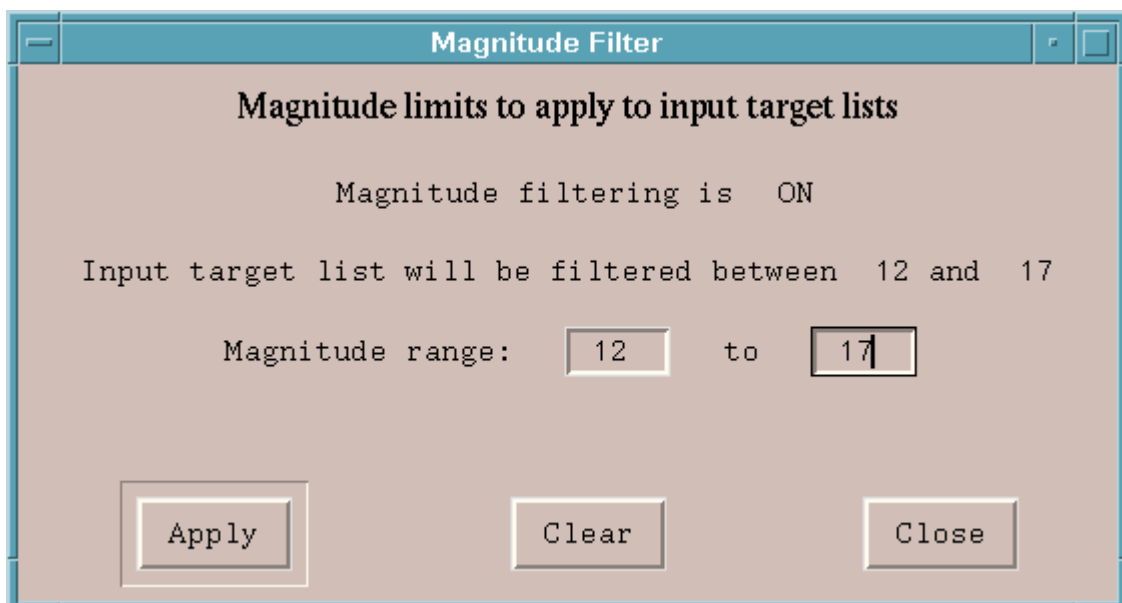 Magnitude Filter
Magnitude limits to apply to input target lists
Magnitude filtering is ON
Input target list will be filtered between 12 and 17
Magnitude range: 12 to 17
Apply Clear Close